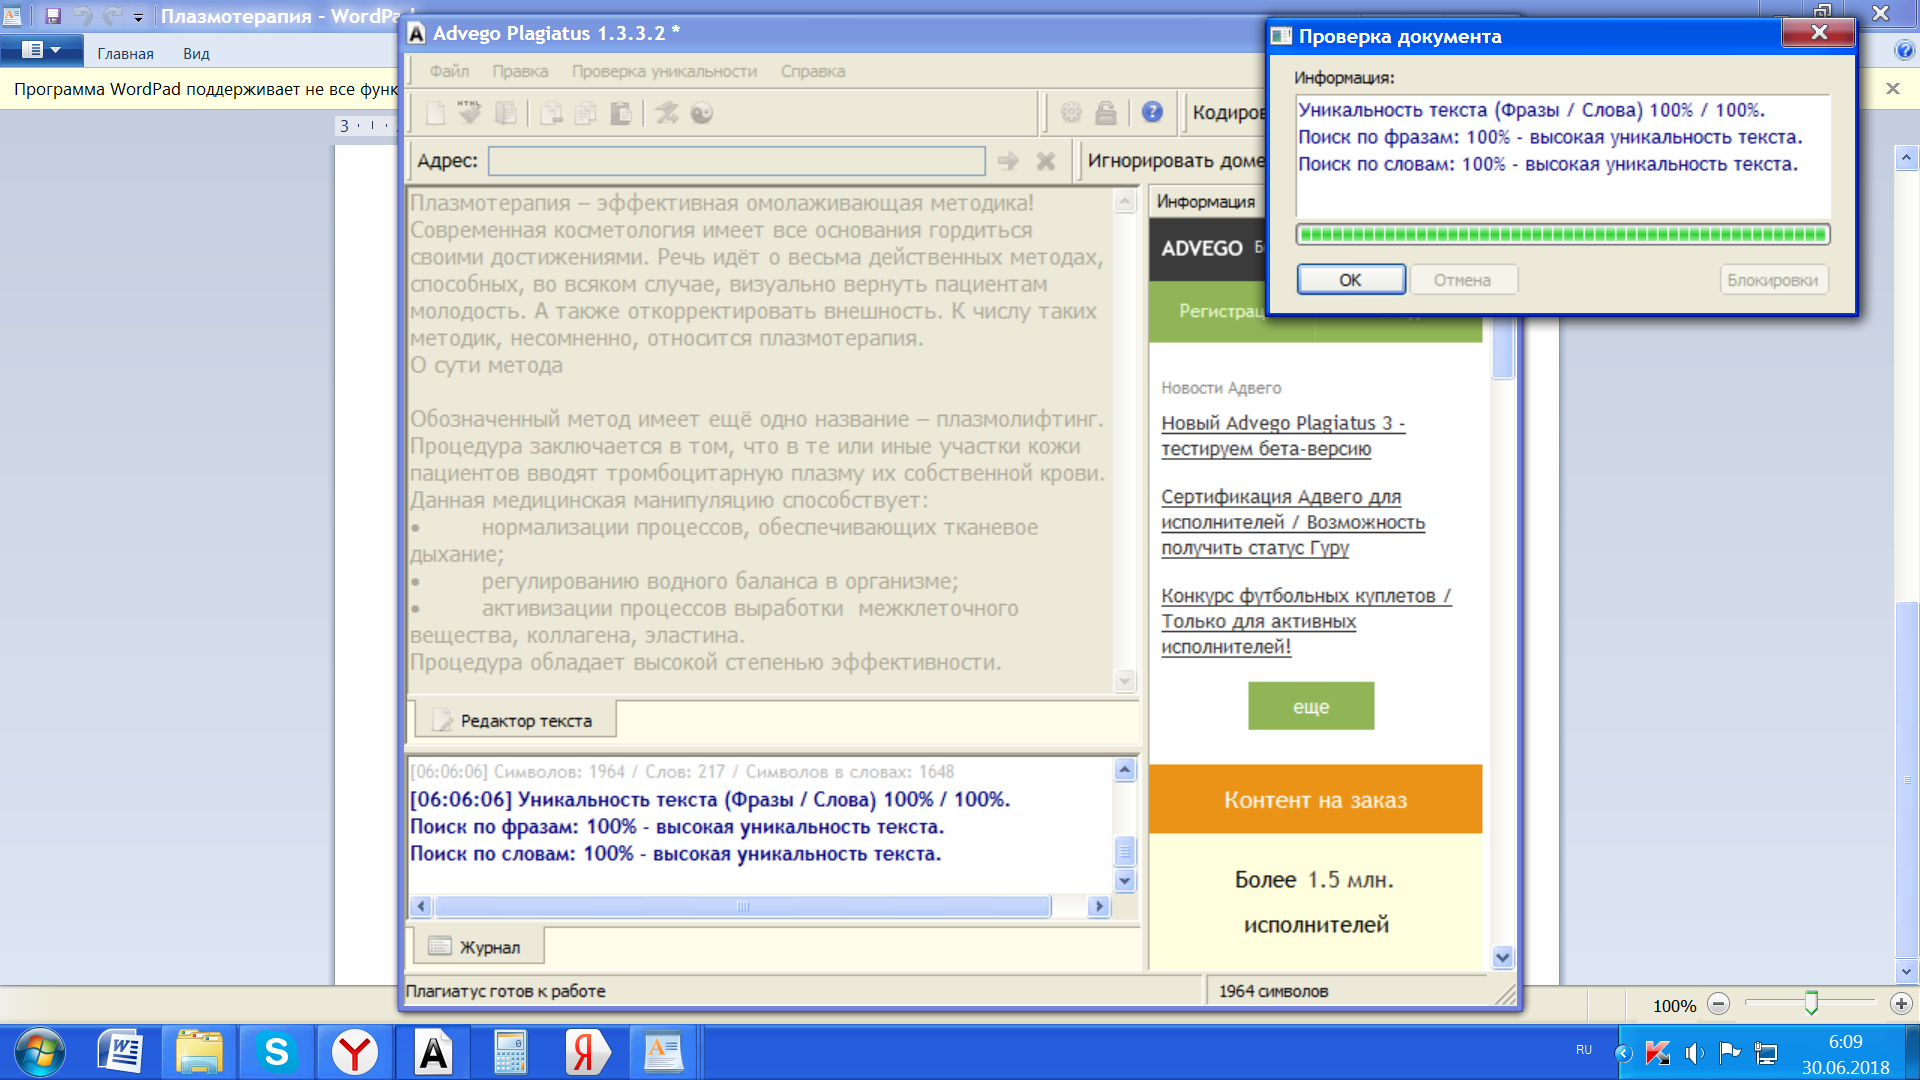 Плазмотерапия - WordPad
Главная
Вид
Программа WordPad поддерживает не все функ
3
Advego Plagiatus 1.3.3.2 *
Файл
Правка
Проверка уникальности
Справка
HTML
Кодиров
Адрес:
Игнорировать доме
Плазмотерапия – эффективная омолаживающая методика!
Современная косметология имеет все основания гордиться
своими достижениями. Речь идёт о весьма действенных методах,
способных, во всяком случае, визуально вернуть пациентам
молодость. А также откорректировать внешность. К числу таких
методик, несомненно, относится плазмотерапия.
О сути метода
Обозначенный метод имеет ещё одно название – плазмолифтинг.
Процедура заключается в том, что в те или иные участки кожи
пациентов вводят тромбоцитарную плазму их собственной крови.
Данная медицинская манипуляцию способствует:
• нормализации процессов, обеспечивающих тканевое
дыхание;
• регулированию водного баланса в организме;
• активизации процессов выработки межклеточного
вещества, коллагена, эластина.
Процедура обладает высокой степенью эффективности.
Редактор текста
[06:06:06] Символов: 1964 / Слов: 217 / Символов в словах: 1648
[06:06:06] Уникальность текста (Фразы / Слова) 100% / 100%.
Поиск по фразам: 100% - высокая уникальность текста.
Поиск по словам: 100% - высокая уникальность текста.
Журнал
Плагиатус готов к работе
1964 символов
Информация
ADVEGO
Регистрац
Новости Адвего
Новый Advego Plagiatus 3 -
тестируем бета-версию
Сертификация Адвего для
исполнителей / Возможность
получить статус Гуру
Конкурс футбольных куплетов /
Только для активных
исполнителей!
еще
Контент на заказ
Более 1.5 млн.
исполнителей
Проверка документа
Информация:
Уникальность текста (Фразы / Слова) 100% / 100%.
Поиск по фразам: 100% - высокая уникальность текста.
Поиск по словам: 100% - высокая уникальность текста.
OK
Отмена
Блокировки
100%
RU
6:09
30.06.2018